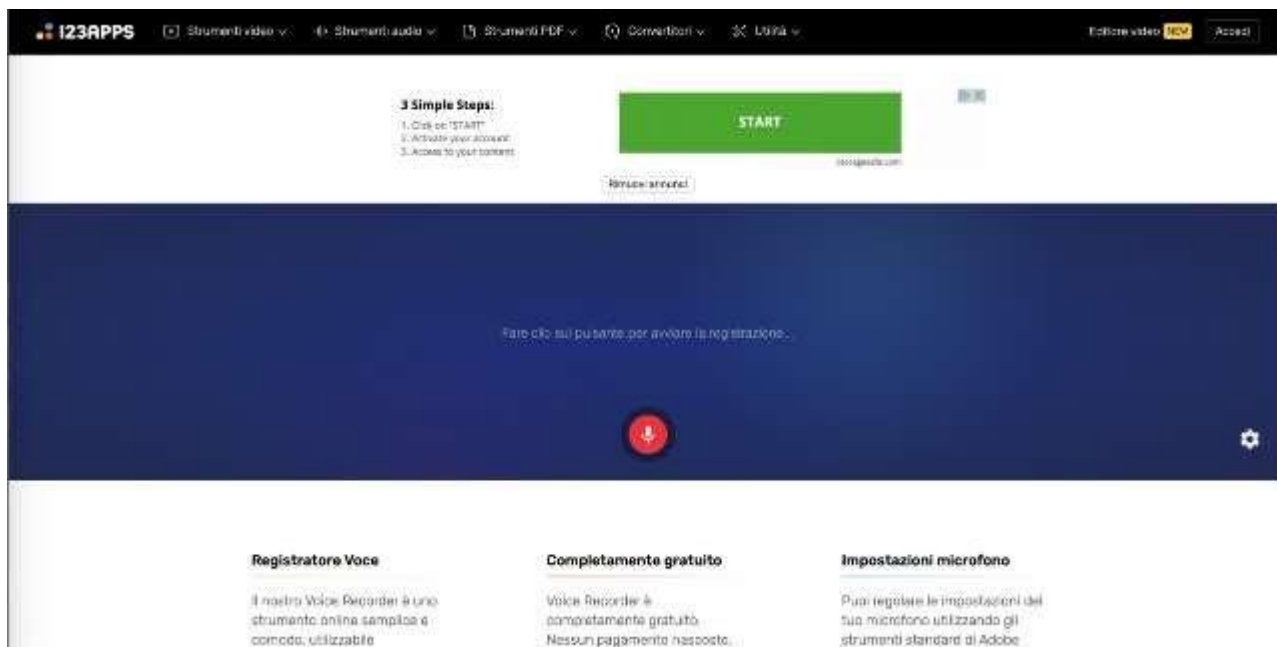 123APPS Strumenti video Strumenti audio Strumenti PDF Convertitori Utilità Editore video NEW Accedi
3 Simple Steps:
1. Click on "START"
2. Activate your account
3. Access to your content
START
Rimuovi annunci
Fare clic sul pulsante per avviare la registrazione.
Registratore Voce
Il nostro Voice Recorder è uno
strumento online semplice e
comodo, utilizzabile
Completamente gratuito
Voice Recorder è
completamente gratuito.
Nessun pagamento nascosto,
Impostazioni microfono
Puoi regolare le impostazioni del
tuo microfono utilizzando gli
strumenti standard di Adobe